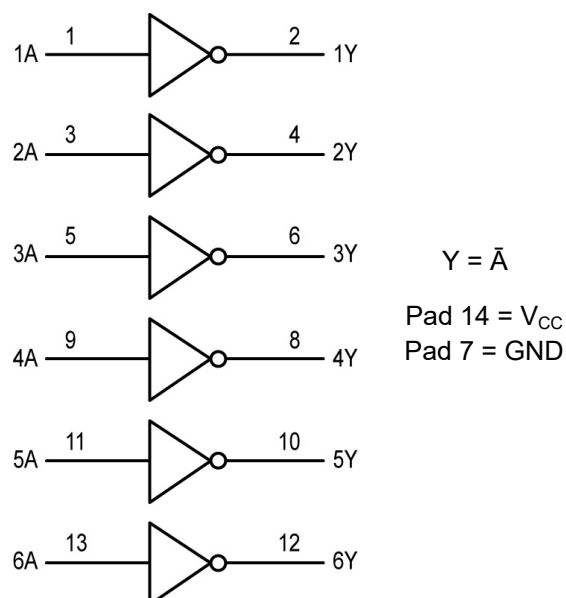 1A 1 2 1Y
2A 3 4 2Y
3A 5 6 3Y
4A 9 8 4Y
5A 11 10 5Y
6A 13 12 6Y
Y = Ā
Pad 14 = V_CC
Pad 7 = GND